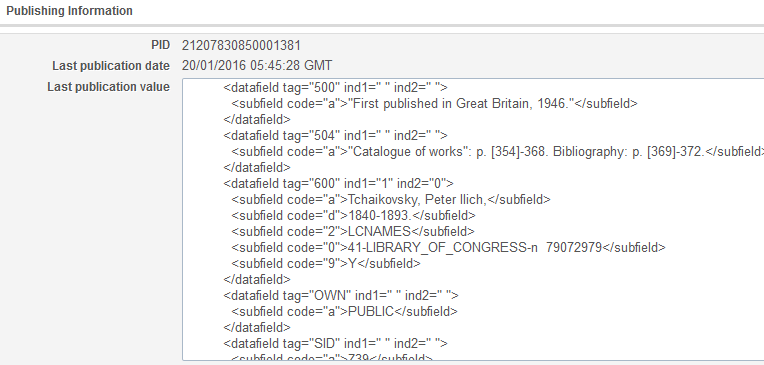 Publishing Information
PID 21207830850001381
Last publication date 20/01/2016 05:45:28 GMT
Last publication value <datafield tag="500" ind1=" " ind2=" ">
<subfield code="a">"First published in Great Britain, 1946."</subfield>
</datafield>
<datafield tag="504" ind1=" " ind2=" ">
<subfield code="a">"Catalogue of works": p. [354]-368. Bibliography: p. [369]-372.</subfield>
</datafield>
<datafield tag="600" ind1="1" ind2="0">
<subfield code="a">Tchaikovsky, Peter Ilich,</subfield>
<subfield code="d">1840-1893.</subfield>
<subfield code="2">LCNAMES</subfield>
<subfield code="0">41-LIBRARY_OF_CONGRESS-n  79072979</subfield>
<subfield code="9">Y</subfield>
</datafield>
<datafield tag="OWN" ind1=" " ind2=" ">
<subfield code="a">PUBLIC</subfield>
</datafield>
<datafield tag="SID" ind1=" " ind2=" ">
<subfield code="a">739</subfield>